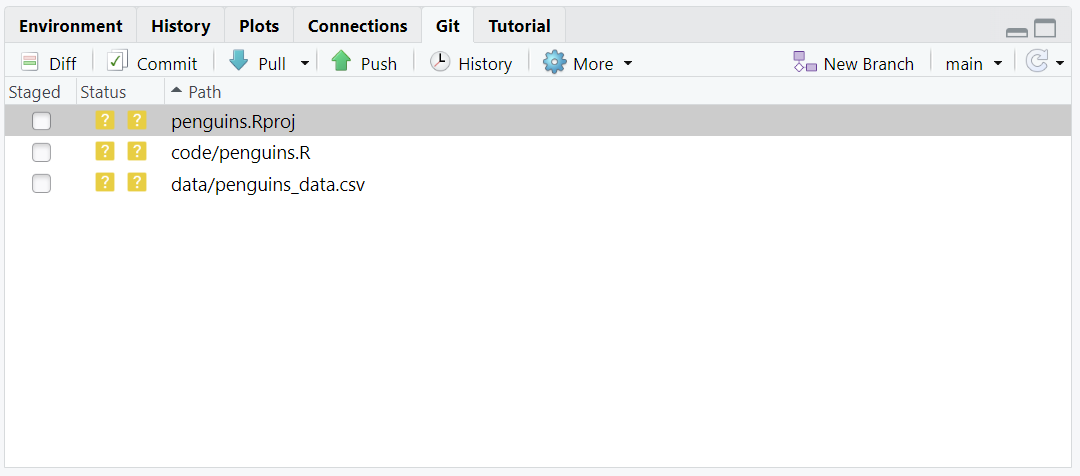 Environment History Plots Connections Git Tutorial
Diff Commit Pull Push History More New Branch main
Staged Status Path
? ? penguins.Rproj
? ? code/penguins.R
? ? data/penguins_data.csv